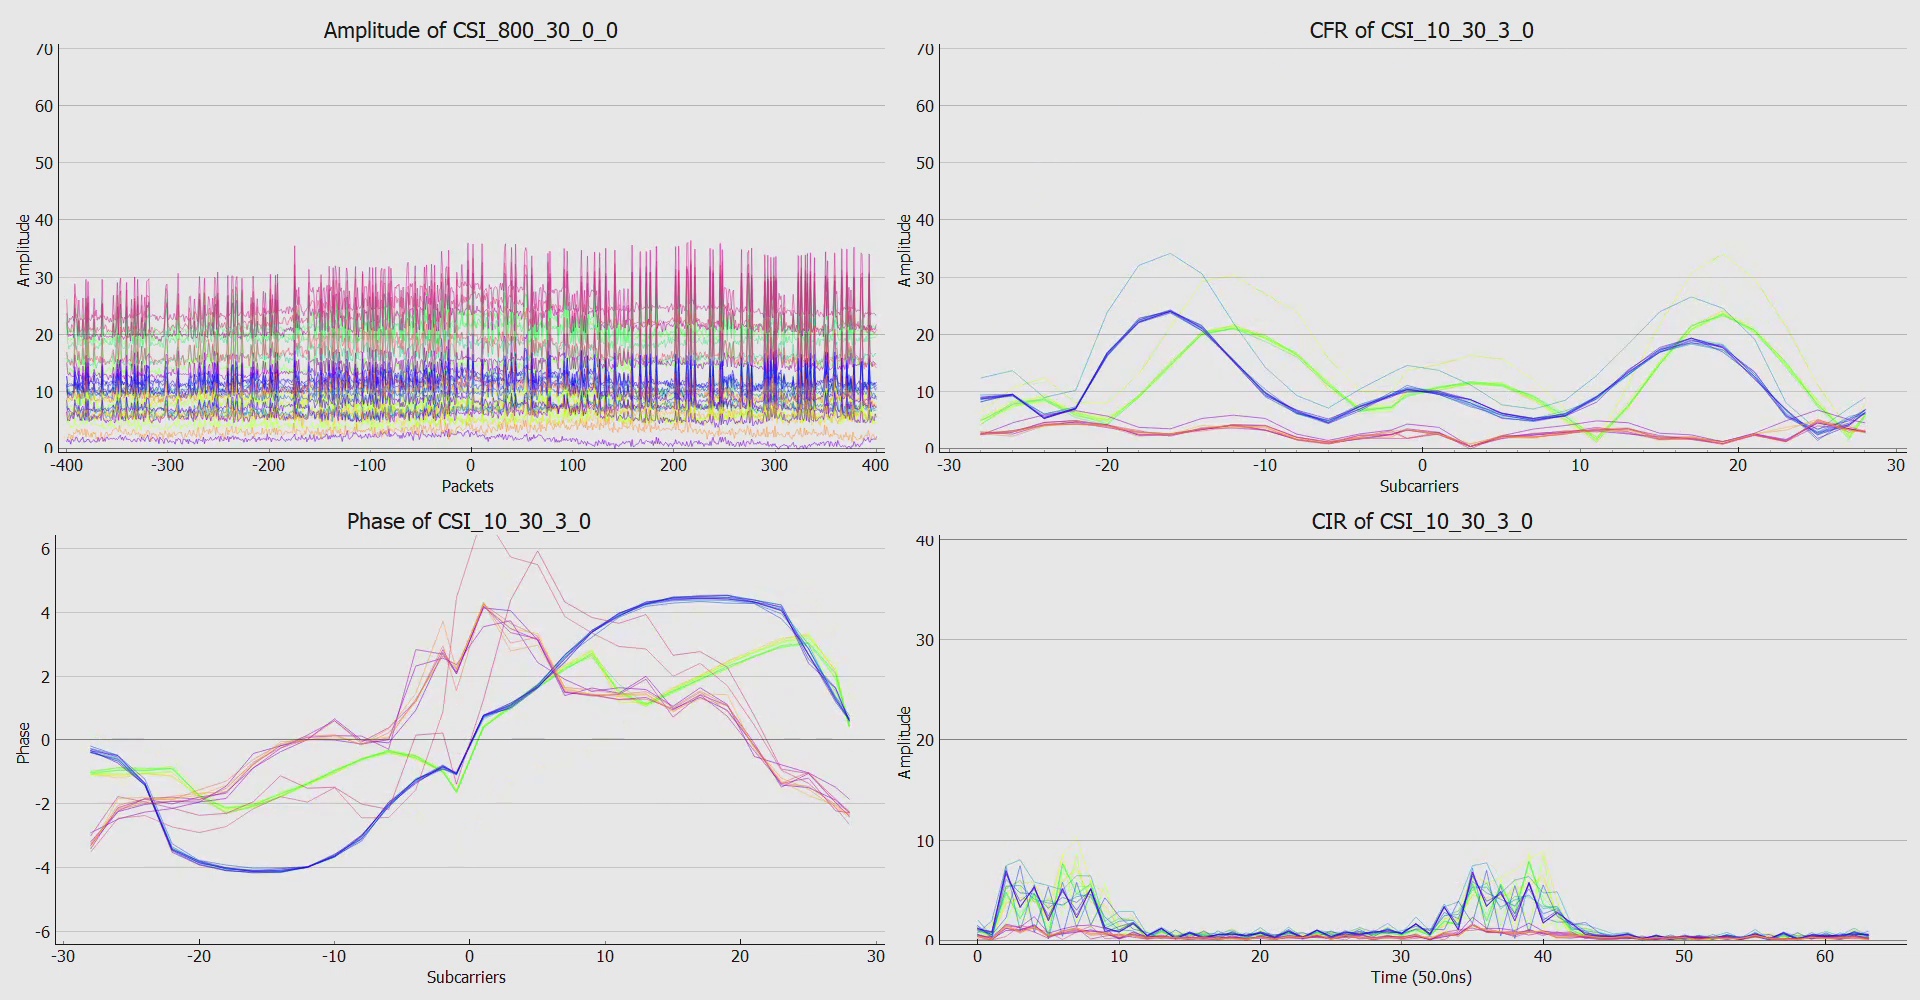 Amplitude of CSI_800_30_0_0
70
60
50
40
30
20
10
0
Amplitude
-400 -300 -200 -100 0 100 200 300 400
Packets
CFR of CSI_10_30_3_0
70
60
50
40
30
20
10
0
Amplitude
-30 -20 -10 0 10 20 30
Subcarriers
Phase of CSI_10_30_3_0
6
4
2
0
-2
-4
-6
Phase
-30 -20 -10 0 10 20 30
Subcarriers
CIR of CSI_10_30_3_0
40
30
20
10
0
Amplitude
0 10 20 30 40 50 60
Time (50.0ns)